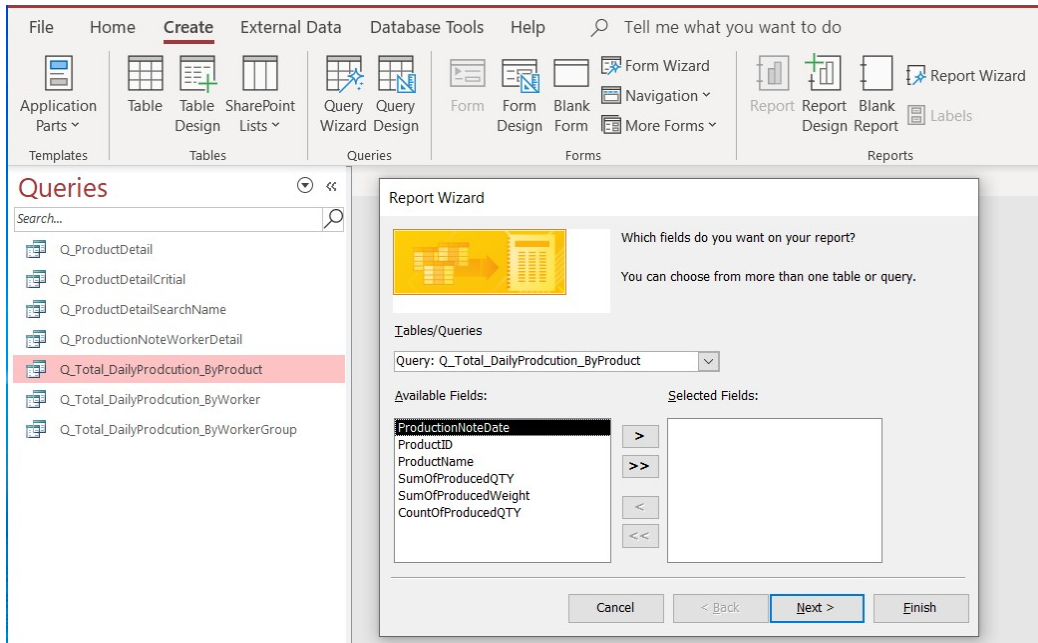 File Home Create External Data Database Tools Help Tell me what you want to do
Application Parts
Table
Table Design
SharePoint Lists
Query Wizard
Query Design
Form
Form Design
Blank Form
Form Wizard
Navigation
More Forms
Report
Report Design
Blank Report
Report Wizard
Labels
Templates Tables Queries Forms Reports
Queries
Search...
Q_ProductDetail
Q_ProductDetailCritial
Q_ProductDetailSearchName
Q_ProductionNoteWorkerDetail
Q_Total_DailyProdcution_ByProduct
Q_Total_DailyProdcution_ByWorker
Q_Total_DailyProdcution_ByWorkerGroup
Report Wizard
Which fields do you want on your report?
You can choose from more than one table or query.
Tables/Queries
Query: Q_Total_DailyProdcution_ByProduct
Available Fields:
ProductionNoteDate
ProductID
ProductName
SumOfProducedQTY
SumOfProducedWeight
CountOfProducedQTY
>
>>
<
<<
Selected Fields:
Cancel < Back Next > Finish